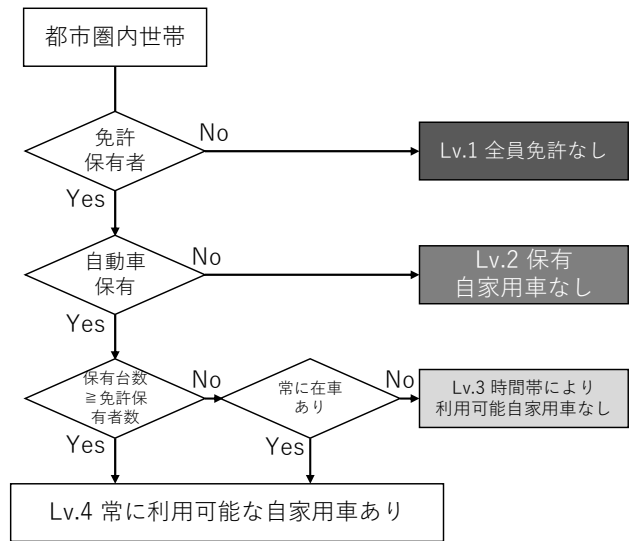 都市圏内世帯
免許
保有者
No
Lv.1 全員免許なし
Yes
自動車
保有
No
Lv.2 保有
自家用車なし
Yes
保有台数
≧免許保
有者数
No
常に在車
あり
No
Lv.3 時間帯により
利用可能自家用車なし
Yes
Yes
Lv.4 常に利用可能な自家用車あり